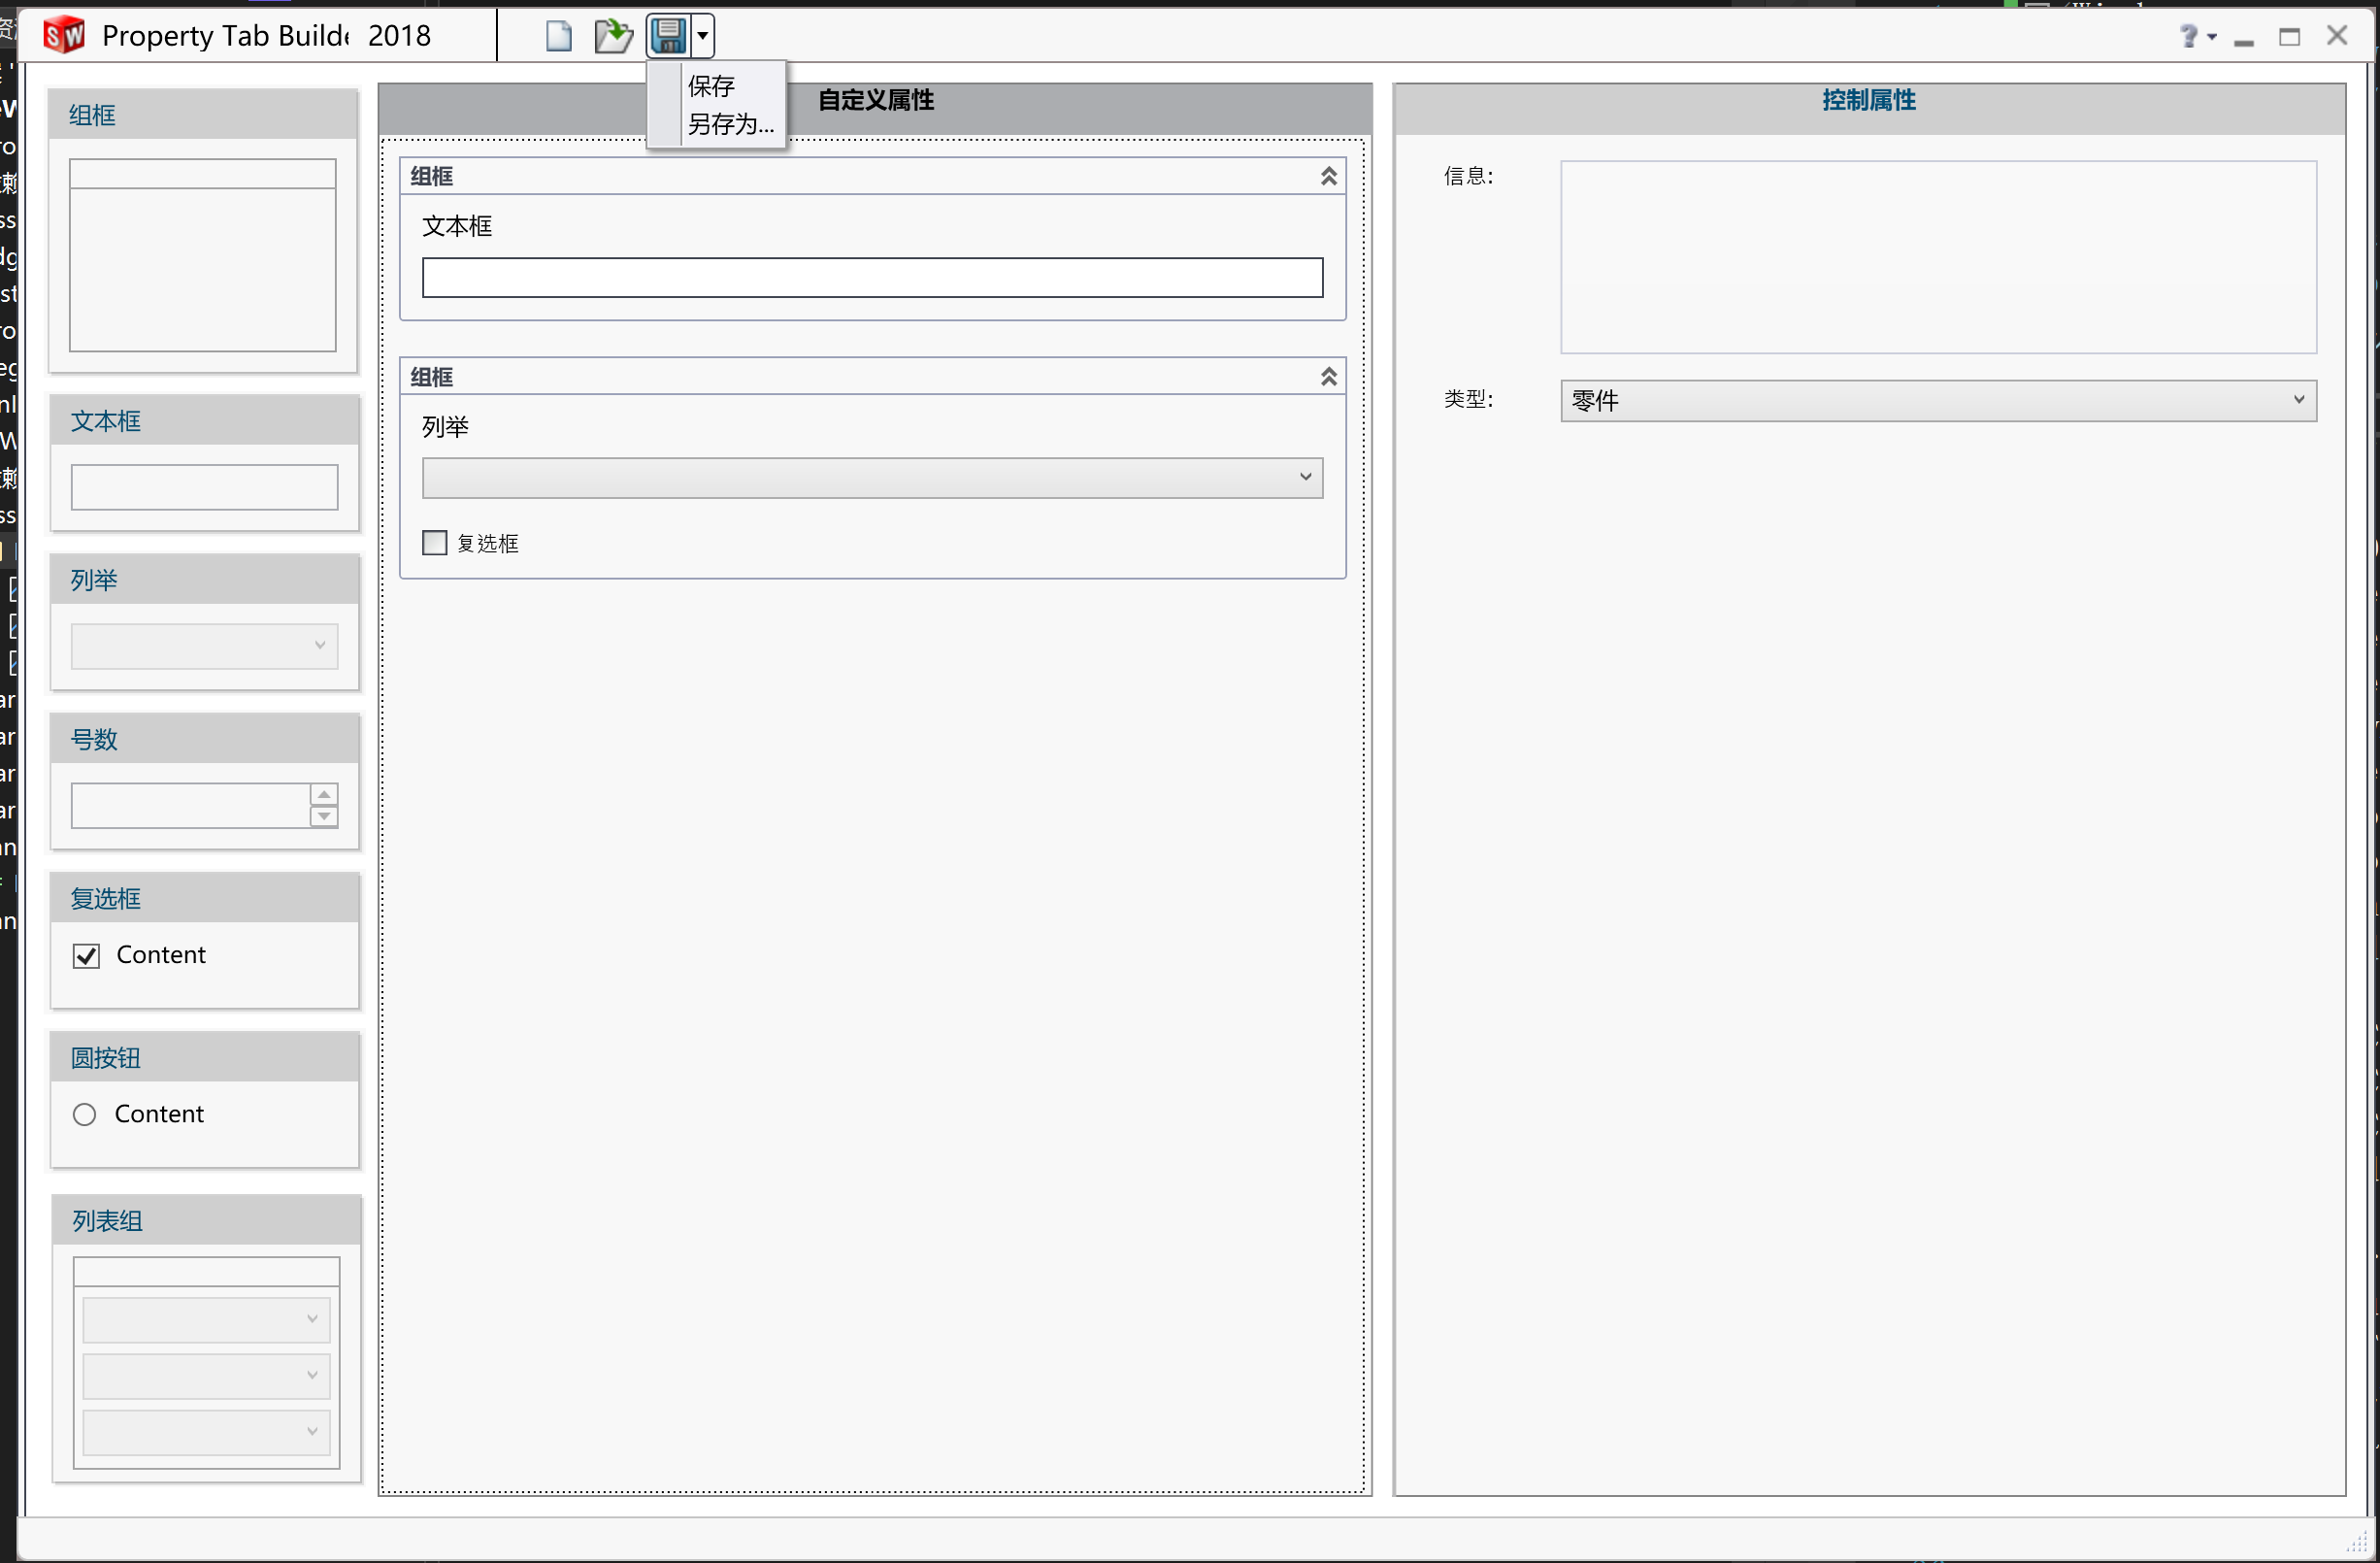 Property Tab Builde 2018
保存
另存为...
组框
文本框
列举
号数
复选框
Content
圆按钮
Content
列表组
自定义属性
组框
文本框
组框
列举
复选框
控制属性
信息:
类型:
零件